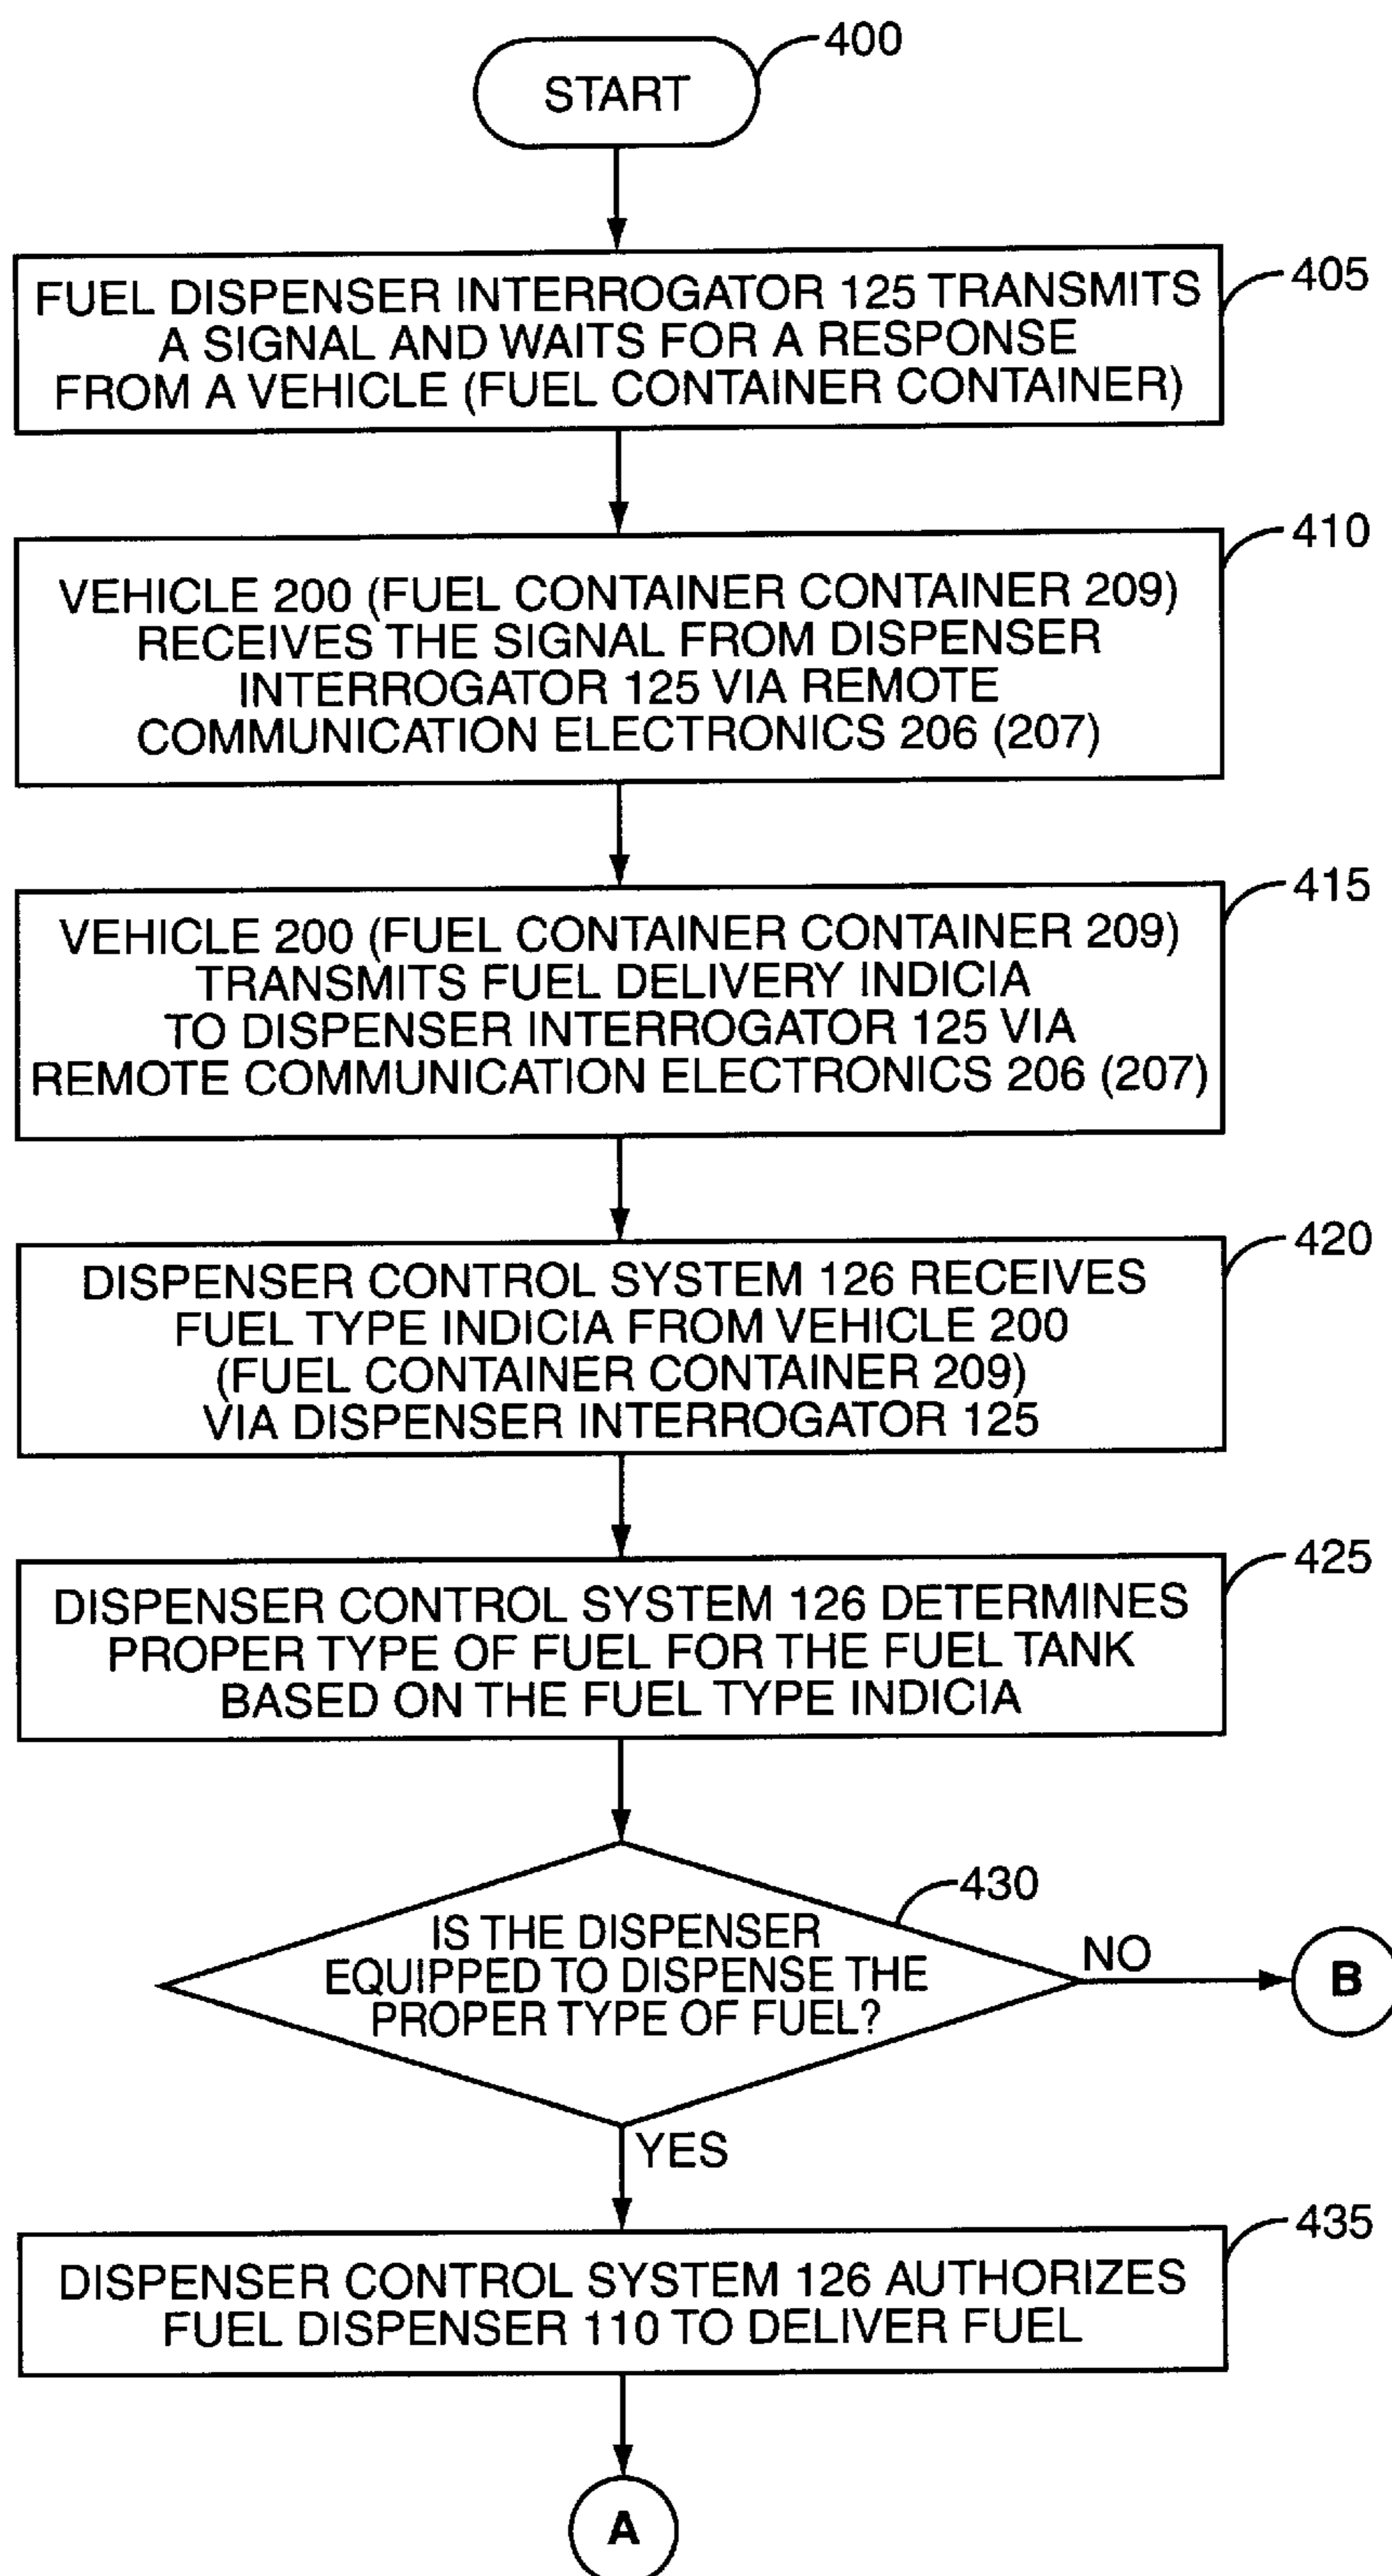 400
START
405
FUEL DISPENSER INTERROGATOR 125 TRANSMITS
A SIGNAL AND WAITS FOR A RESPONSE
FROM A VEHICLE (FUEL CONTAINER CONTAINER)
410
VEHICLE 200 (FUEL CONTAINER CONTAINER 209)
RECEIVES THE SIGNAL FROM DISPENSER
INTERROGATOR 125 VIA REMOTE
COMMUNICATION ELECTRONICS 206 (207)
415
VEHICLE 200 (FUEL CONTAINER CONTAINER 209)
TRANSMITS FUEL DELIVERY INDICIA
TO DISPENSER INTERROGATOR 125 VIA
REMOTE COMMUNICATION ELECTRONICS 206 (207)
420
DISPENSER CONTROL SYSTEM 126 RECEIVES
FUEL TYPE INDICIA FROM VEHICLE 200
(FUEL CONTAINER CONTAINER 209)
VIA DISPENSER INTERROGATOR 125
425
DISPENSER CONTROL SYSTEM 126 DETERMINES
PROPER TYPE OF FUEL FOR THE FUEL TANK
BASED ON THE FUEL TYPE INDICIA
430
IS THE DISPENSER
EQUIPPED TO DISPENSE THE
PROPER TYPE OF FUEL?
NO
B
YES
435
DISPENSER CONTROL SYSTEM 126 AUTHORIZES
FUEL DISPENSER 110 TO DELIVER FUEL
A